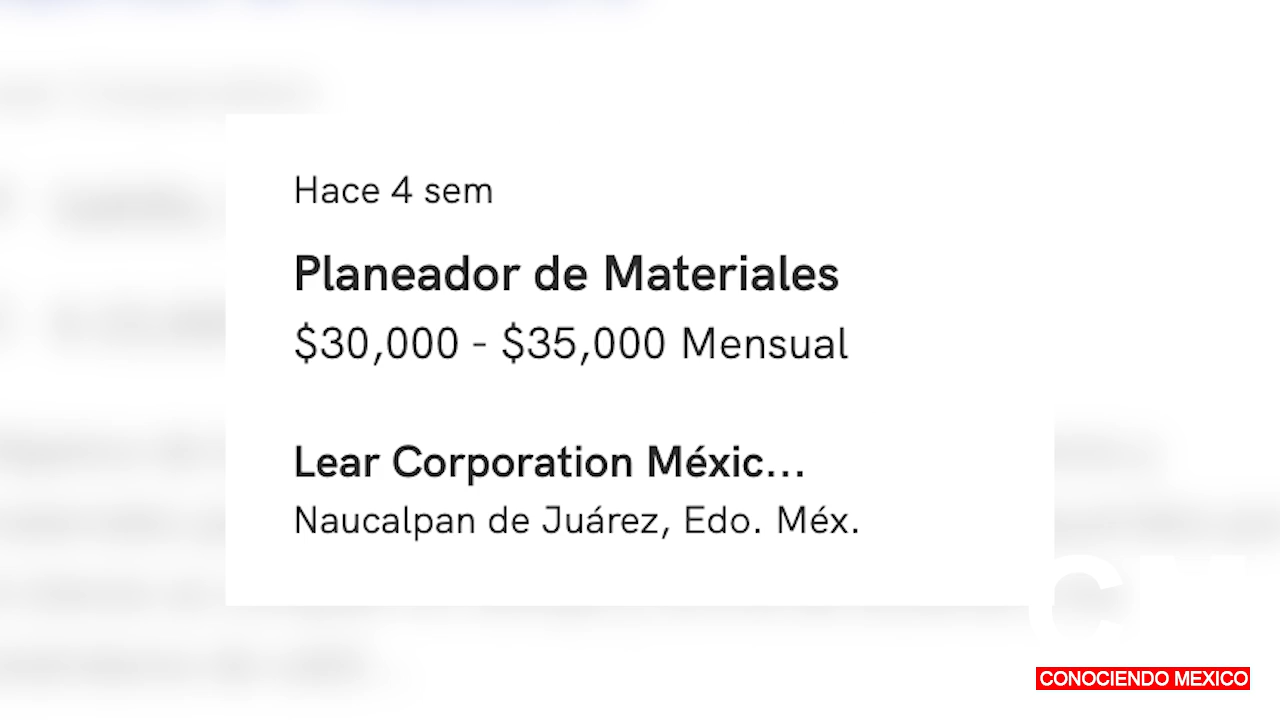 Hace 4 sem
Planeador de Materiales
$30,000 - $35,000 Mensual
Lear Corporation Méxic...
Naucalpan de Juárez, Edo. Méx.
CONOCIENDO MEXICO